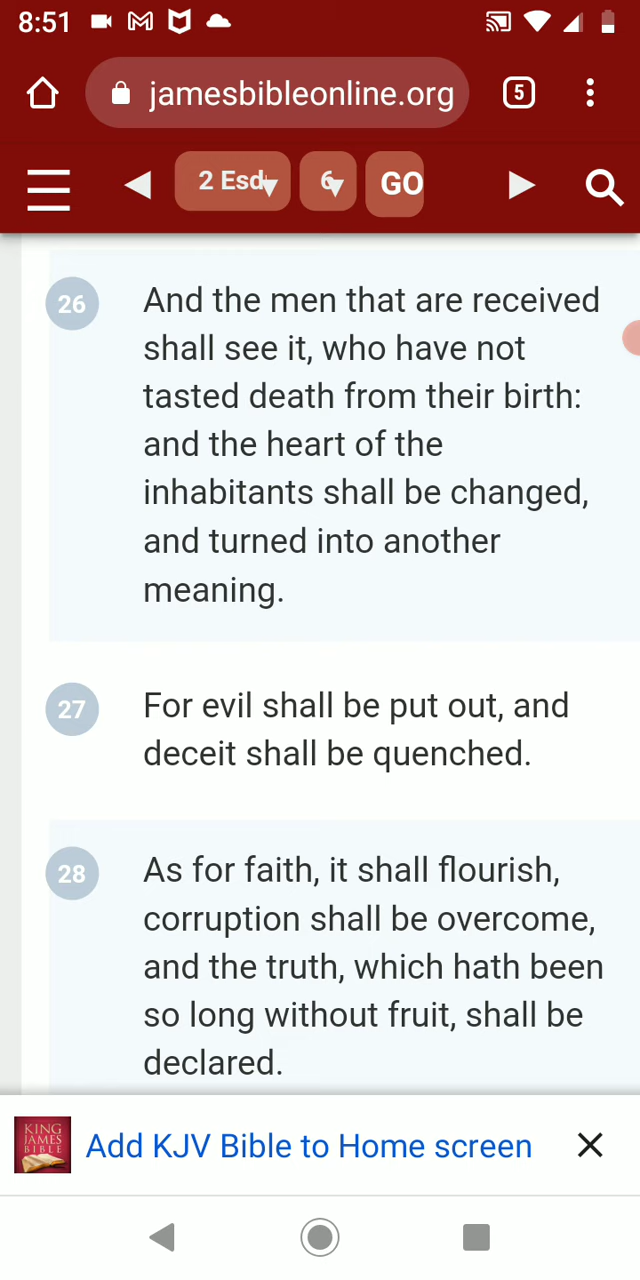 8:51
jamesbibleonline.org
5
2 Esd
6
GO
26
And the men that are received
shall see it, who have not
tasted death from their birth:
and the heart of the
inhabitants shall be changed,
and turned into another
meaning.
27
For evil shall be put out, and
deceit shall be quenched.
28
As for faith, it shall flourish,
corruption shall be overcome,
and the truth, which hath been
so long without fruit, shall be
declared.
KING
JAMES
BIBLE
Add KJV Bible to Home screen